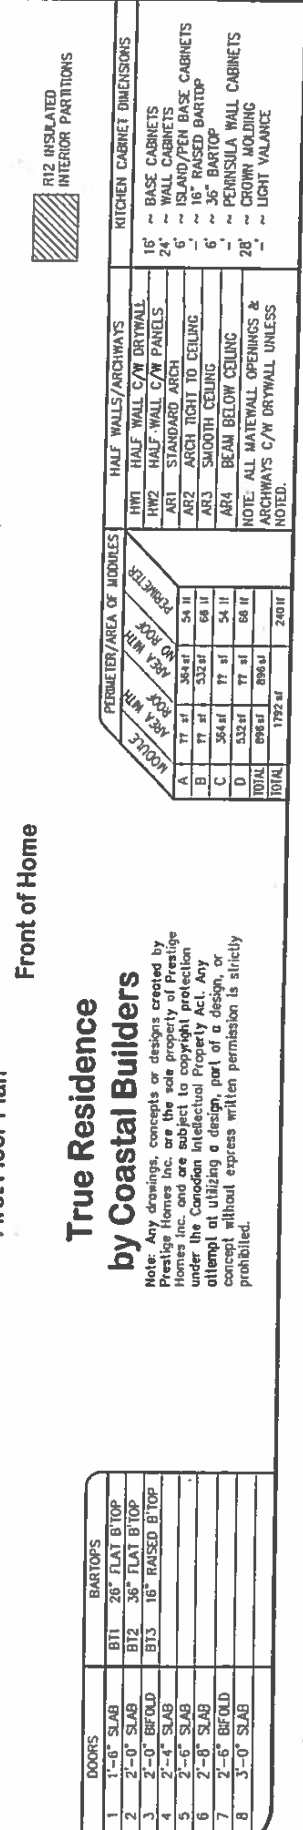 Front of Home
True Residence
by Coastal Builders
Note: Any drawings, concepts or designs created by
Prestige Homes Inc. are the sole property of Prestige
Homes Inc. and are subject to copyright protection
under the Canadian Intellectual Property Act. Any
attempt at utilizing a design, part of a design, or
concept without express written permission is strictly
prohibited.
DOORS
1 1'-6" SLAB
2 2'-0" SLAB
3 2'-0" BIFOLD
4 2'-4" SLAB
5 2'-6" SLAB
6 2'-8" SLAB
7 2'-6" BIFOLD
8 3'-0" SLAB
BARTOPS
BT1 26" FLAT B'TOP
BT2 36" FLAT B'TOP
BT3 16" RAISED B'TOP
PERIMETER/AREA OF MODULES
MODULE AREA WITH ROOF AREA WITH NO ROOF PERIMETER
A ?? sf 364 sf 54 lf
B ?? sf 532 sf 66 lf
C 364 sf ?? sf 54 lf
D 532 sf ?? sf 66 lf
TOTAL 896 sf 896 sf
TOTAL 1792 sf 240 lf
HALF WALLS/ARCHWAYS
HW1 HALF WALL C/W DRYWALL
HW2 HALF-WALL C/W PANELS
AR1 STANDARD ARCH
AR2 ARCH TIGHT TO CEILING
AR3 SMOOTH CEILING
AR4 BEAM BELOW CEILING
NOTE: ALL MATEWALL OPENINGS &
ARCHWAYS C/W DRYWALL UNLESS
NOTED.
KITCHEN CABINET DIMENSIONS
16' ~ BASE CABINETS
24' ~ WALL CABINETS
6' ~ ISLAND/PEN BASE CABINETS
-' ~ 16" RAISED BARTOP
6' ~ 36" BARTOP
-' ~ PENINSULA WALL CABINETS
28' ~ CROWN MOLDING
-' ~ LIGHT VALANCE
R12 INSULATED
INTERIOR PARTITIONS